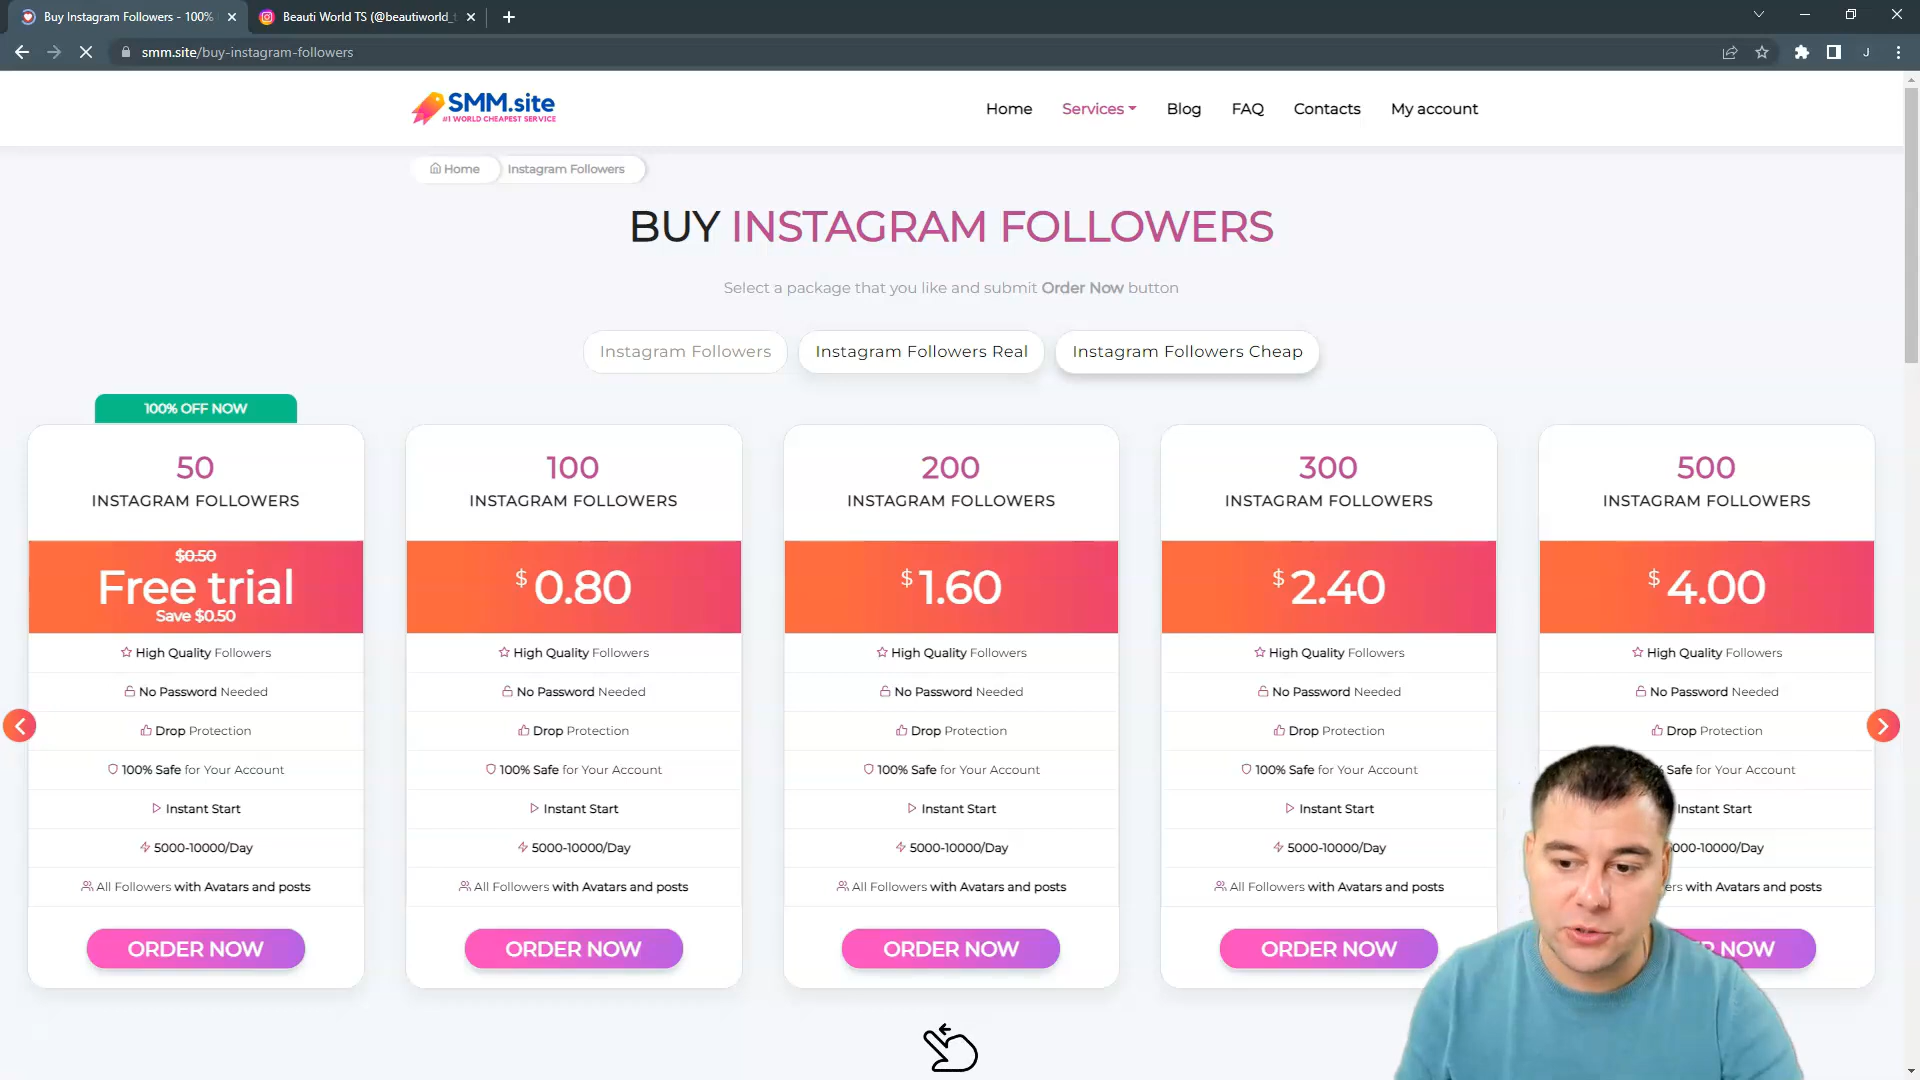 Buy Instagram Followers - 100%
Beauti World TS (@beautiworld_t
smm.site/buy-instagram-followers
J
SMM.site
#1 WORLD CHEAPEST SERVICE
Home
Services
Blog
FAQ
Contacts
My account
Home
Instagram Followers
BUY INSTAGRAM FOLLOWERS
Select a package that you like and submit Order Now button
Instagram Followers
Instagram Followers Real
Instagram Followers Cheap
100% OFF NOW
50
INSTAGRAM FOLLOWERS
$0.50
Free trial
Save $0.50
High Quality Followers
No Password Needed
Drop Protection
100% Safe for Your Account
Instant Start
5000-10000/Day
All Followers with Avatars and posts
ORDER NOW
100
INSTAGRAM FOLLOWERS
$ 0.80
High Quality Followers
No Password Needed
Drop Protection
100% Safe for Your Account
Instant Start
5000-10000/Day
All Followers with Avatars and posts
ORDER NOW
200
INSTAGRAM FOLLOWERS
$ 1.60
High Quality Followers
No Password Needed
Drop Protection
100% Safe for Your Account
Instant Start
5000-10000/Day
All Followers with Avatars and posts
ORDER NOW
300
INSTAGRAM FOLLOWERS
$ 2.40
High Quality Followers
No Password Needed
Drop Protection
100% Safe for Your Account
Instant Start
5000-10000/Day
All Followers with Avatars and posts
ORDER NOW
500
INSTAGRAM FOLLOWERS
$ 4.00
High Quality Followers
No Password Needed
Drop Protection
Safe for Your Account
Instant Start
000-10000/Day
ers with Avatars and posts
R NOW